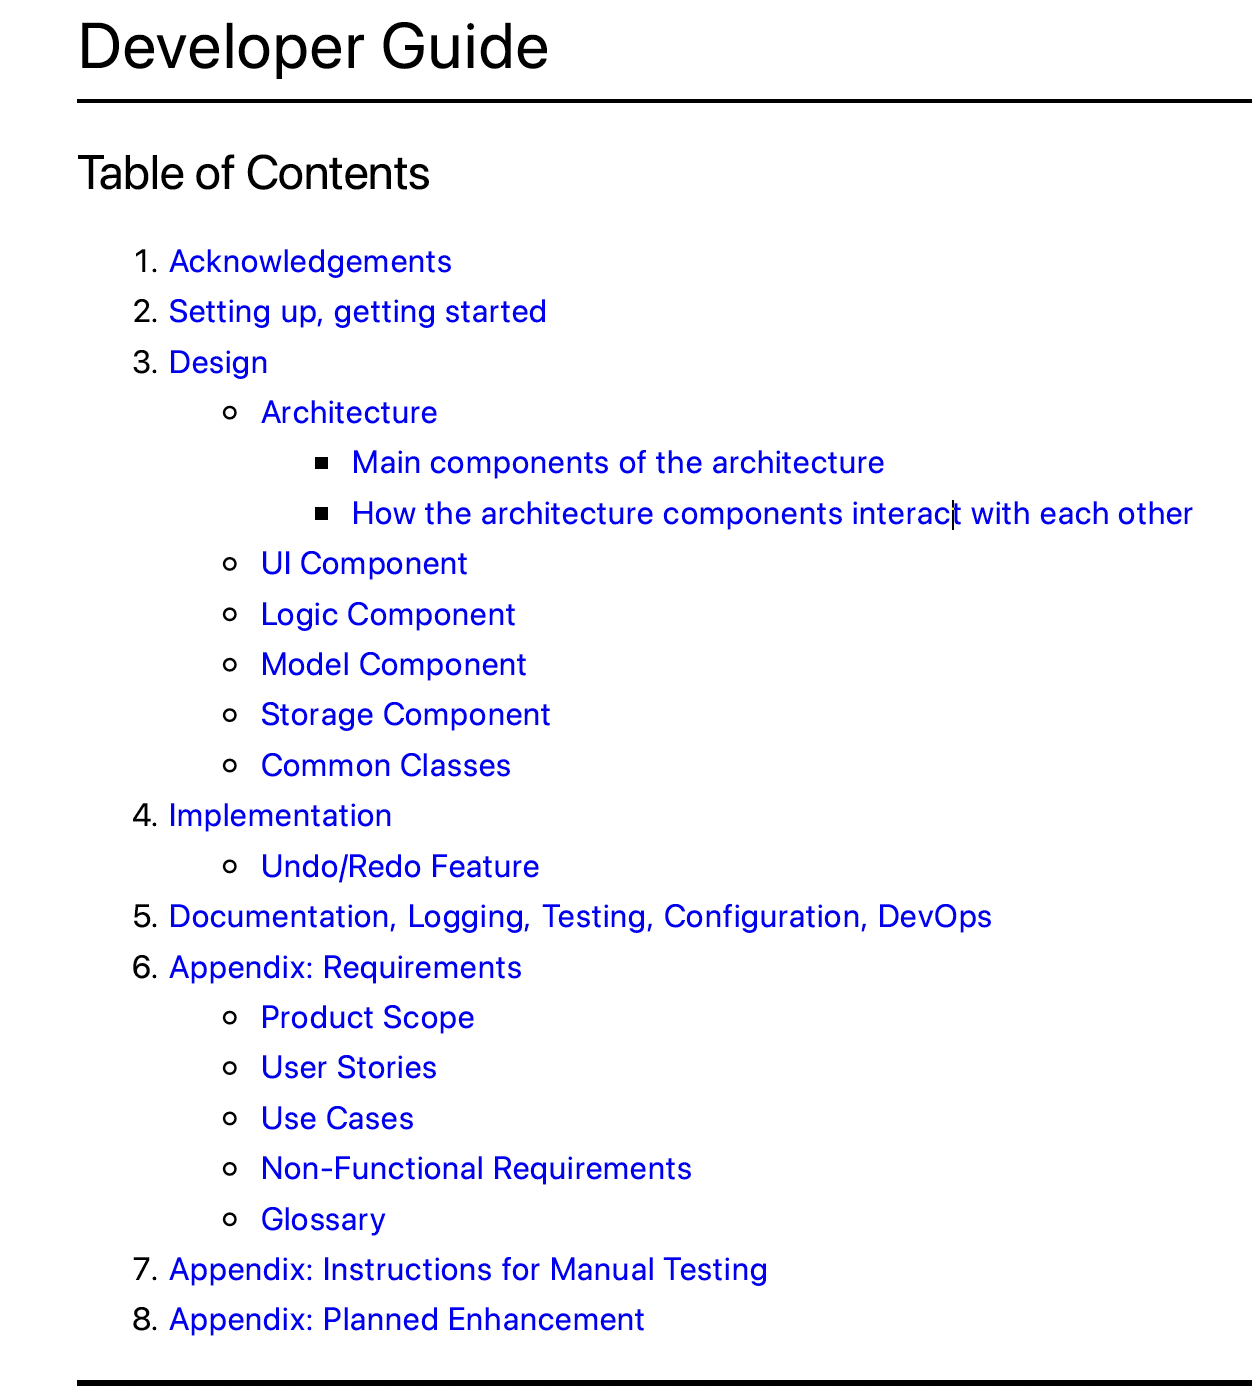 Developer Guide
Table of Contents
1. Acknowledgements
2. Setting up, getting started
3. Design
Architecture
Main components of the architecture
How the architecture components interact with each other
UI Component
Logic Component
Model Component
Storage Component
Common Classes
4. Implementation
Undo/Redo Feature
5. Documentation, Logging, Testing, Configuration, DevOps
6. Appendix: Requirements
Product Scope
User Stories
Use Cases
Non-Functional Requirements
Glossary
7. Appendix: Instructions for Manual Testing
8. Appendix: Planned Enhancement